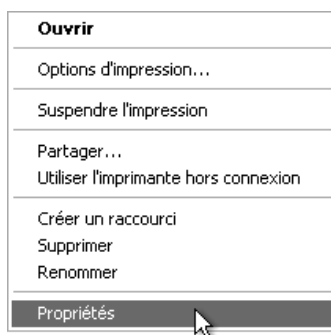 Ouvrir
Options d'impression...
Suspendre l'impression
Partager...
Utiliser l'imprimante hors connexion
Créer un raccourci
Supprimer
Renommer
Propriétés